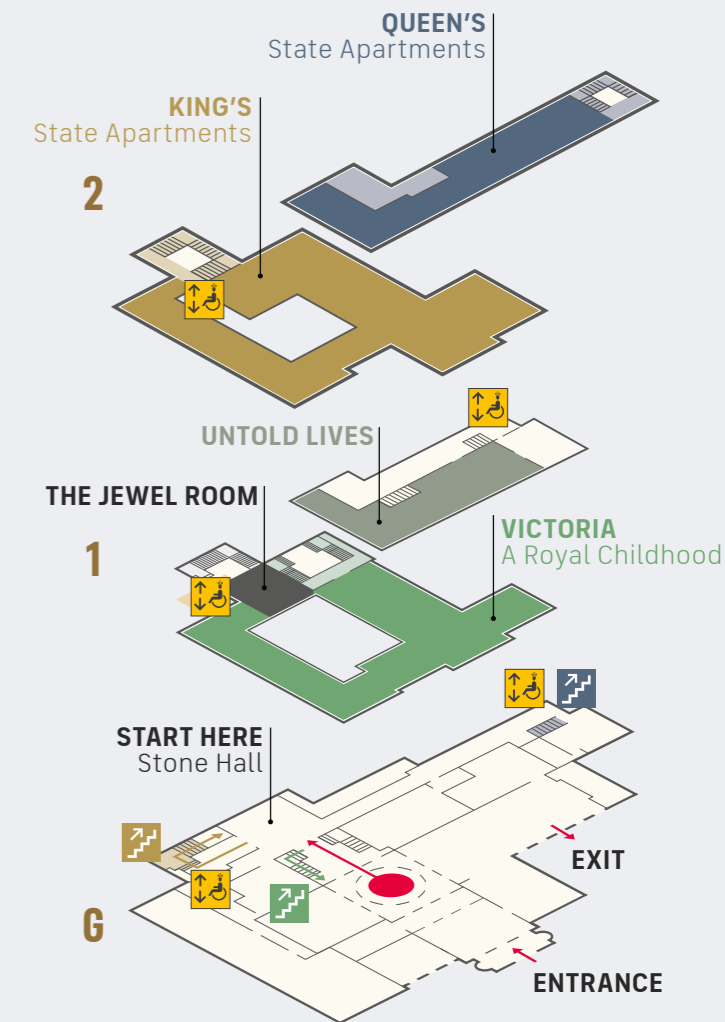 QUEEN'S
State Apartments
KING'S
State Apartments
2
UNTOLD LIVES
THE JEWEL ROOM
1
VICTORIA
A Royal Childhood
START HERE
Stone Hall
EXIT
G
ENTRANCE